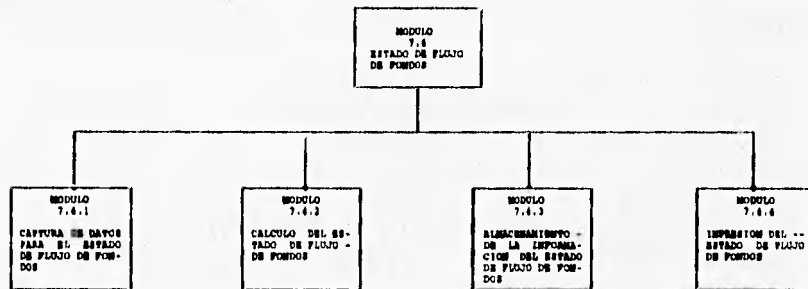 MODULO
7.6
ESTADO DE FLUJO
DE FONDOS
MODULO
7.6.1
CAPTURA DE DATOS
PARA EL ESTADO
DE FLUJO DE FON-
DOS
MODULO
7.6.2
CALCULO DEL ES-
TADO DE FLUJO -
DE FONDOS
MODULO
7.6.3
ALMACENAMIENTO -
DE LA INFORMA-
CION DEL ESTADO
DE FLUJO DE FON-
DOS
MODULO
7.6.4
IMPRESION DEL --
ESTADO DE FLUJO
DE FONDOS